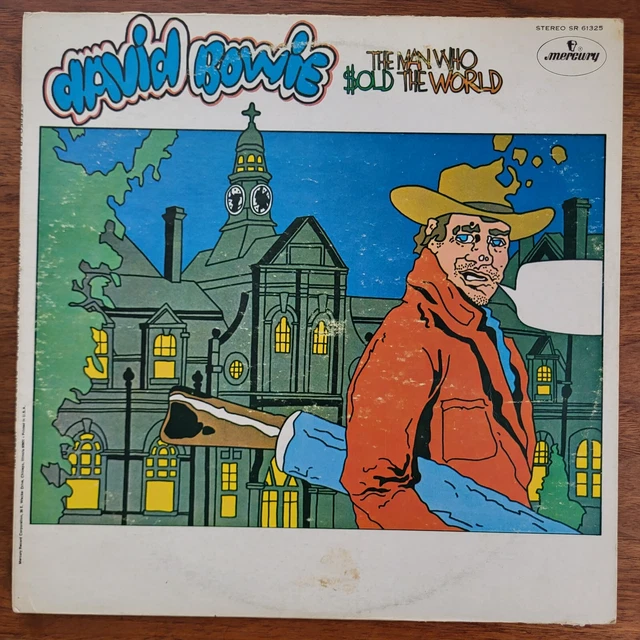 david Bowie
THE MAN WHO
$OLD THE WORLD
STEREO SR 61325
mercury